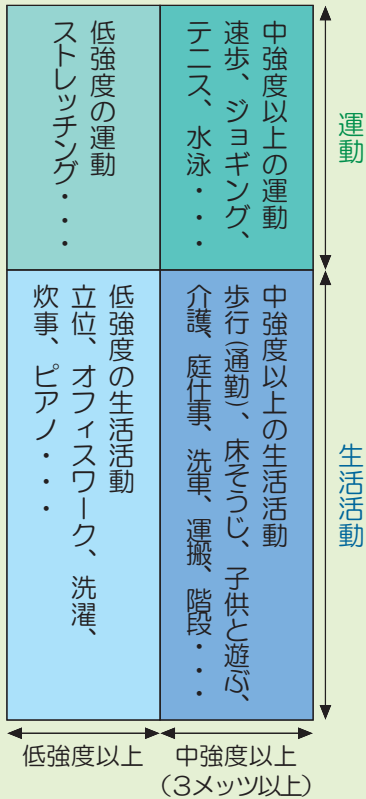 運動
中強度以上の運動
速歩、ジョギング、
テニス、水泳・・・
低強度の運動
ストレッチング・・・
生活活動
中強度以上の生活活動
歩行(通勤)、床そうじ、子供と遊ぶ、
介護、庭仕事、洗車、運搬、階段・・・
低強度の生活活動
立位、オフィスワーク、洗濯、
炊事、ピアノ・・・
低強度以上
中強度以上
(3メッツ以上)